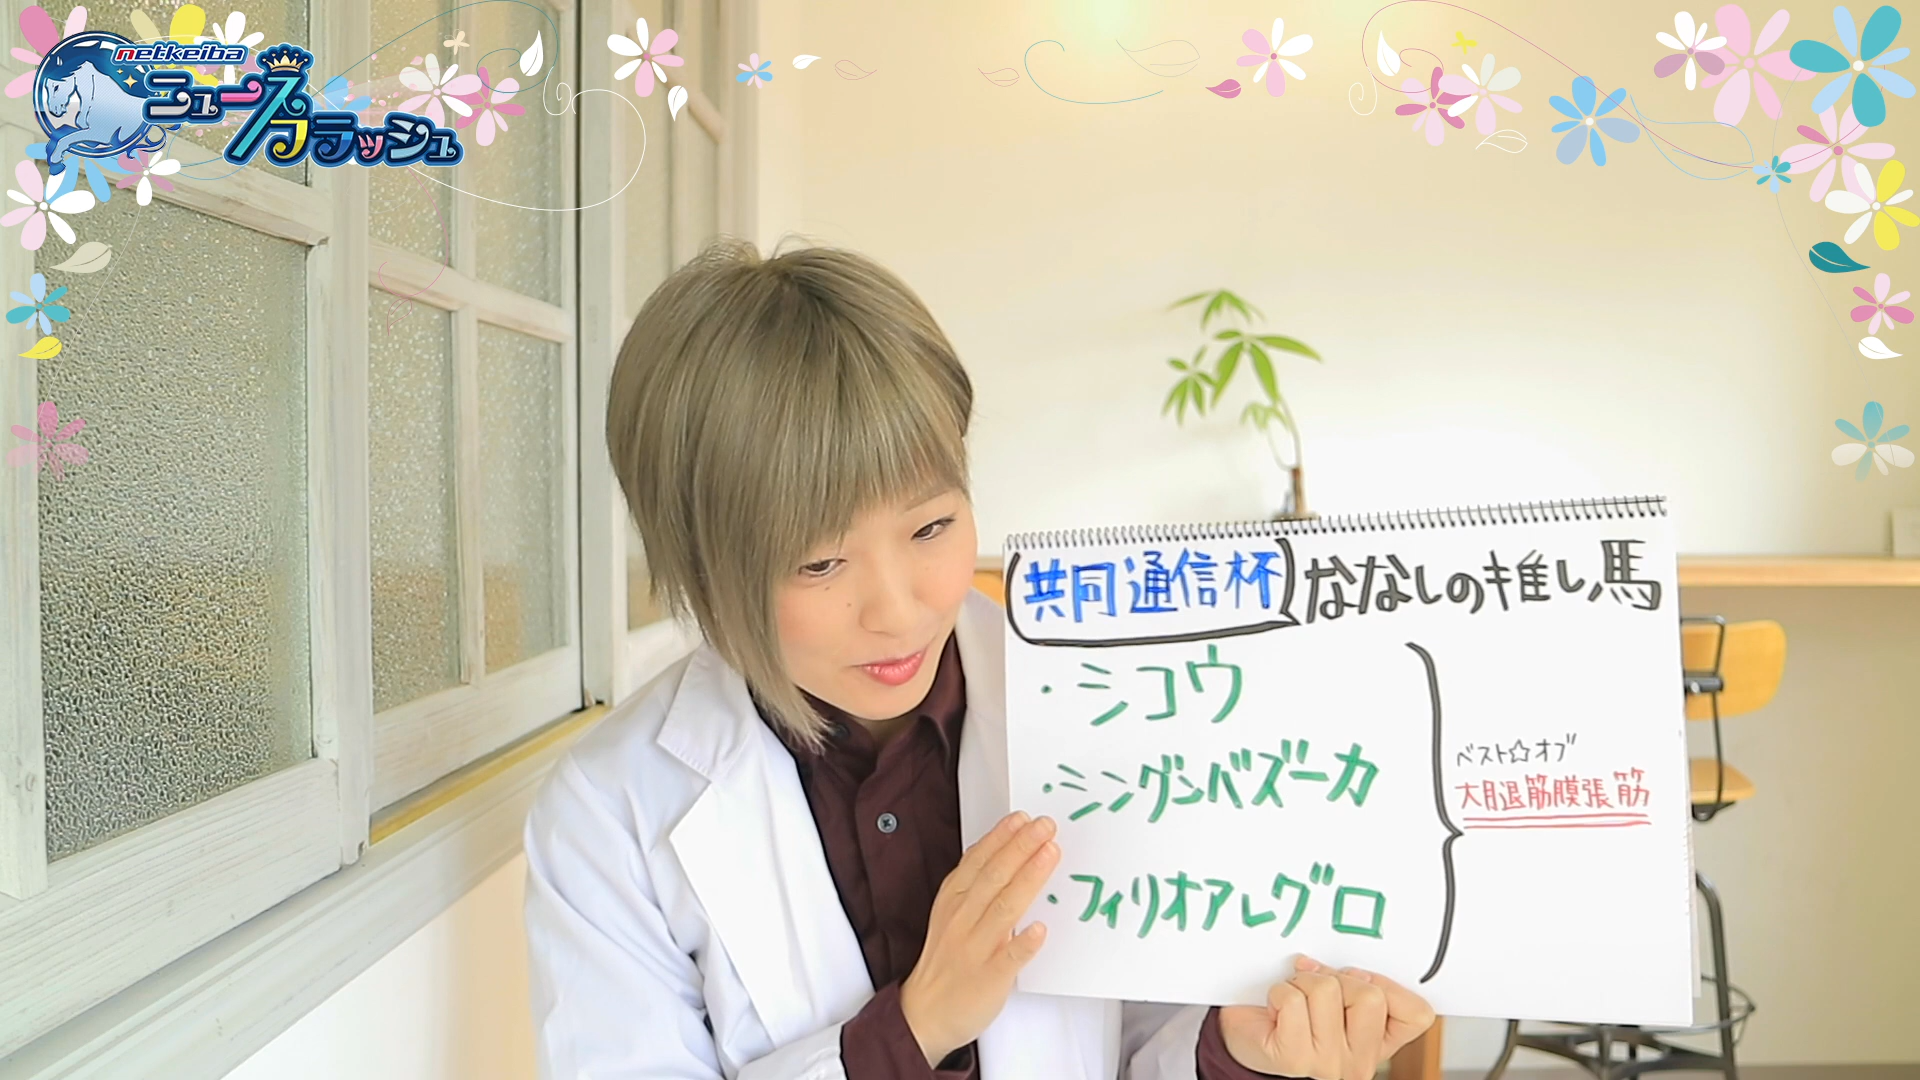 netkeiba
ニュースフラッシュ
共同通信杯 ななしの推し馬
・シコウ
・シングンバズーカ
・フィリオアレグロ
ベスト☆オブ
大腿筋膜張筋